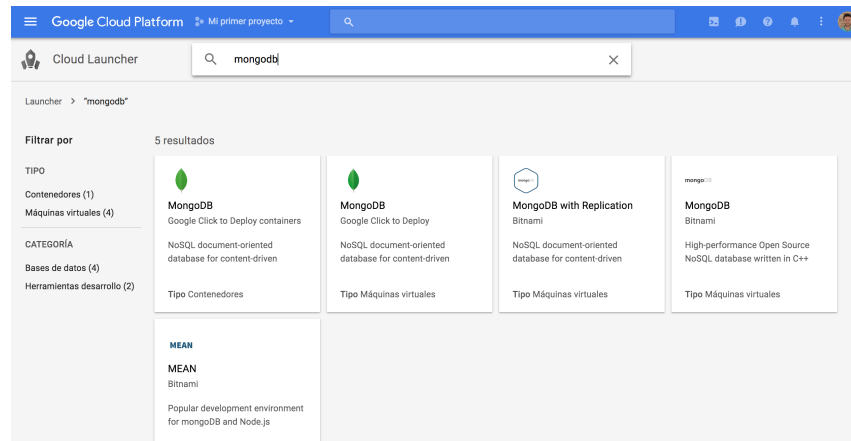 Google Cloud Platform
Mi primer proyecto
Cloud Launcher
mongodb
Launcher > "mongodb"
Filtrar por
TIPO
Contenedores (1)
Máquinas virtuales (4)
CATEGORÍA
Bases de datos (4)
Herramientas desarrollo (2)
5 resultados
MongoDB
Google Click to Deploy containers
NoSQL document-oriented
database for content-driven
Tipo Contenedores
MongoDB
Google Click to Deploy
NoSQL document-oriented
database for content-driven
Tipo Máquinas virtuales
MongoDB with Replication
Bitnami
NoSQL document-oriented
database for content-driven
Tipo Máquinas virtuales
mongoDB
MongoDB
Bitnami
High-performance Open Source
NoSQL database written in C++
Tipo Máquinas virtuales
MEAN
MEAN
Bitnami
Popular development environment
for mongoDB and Node.js